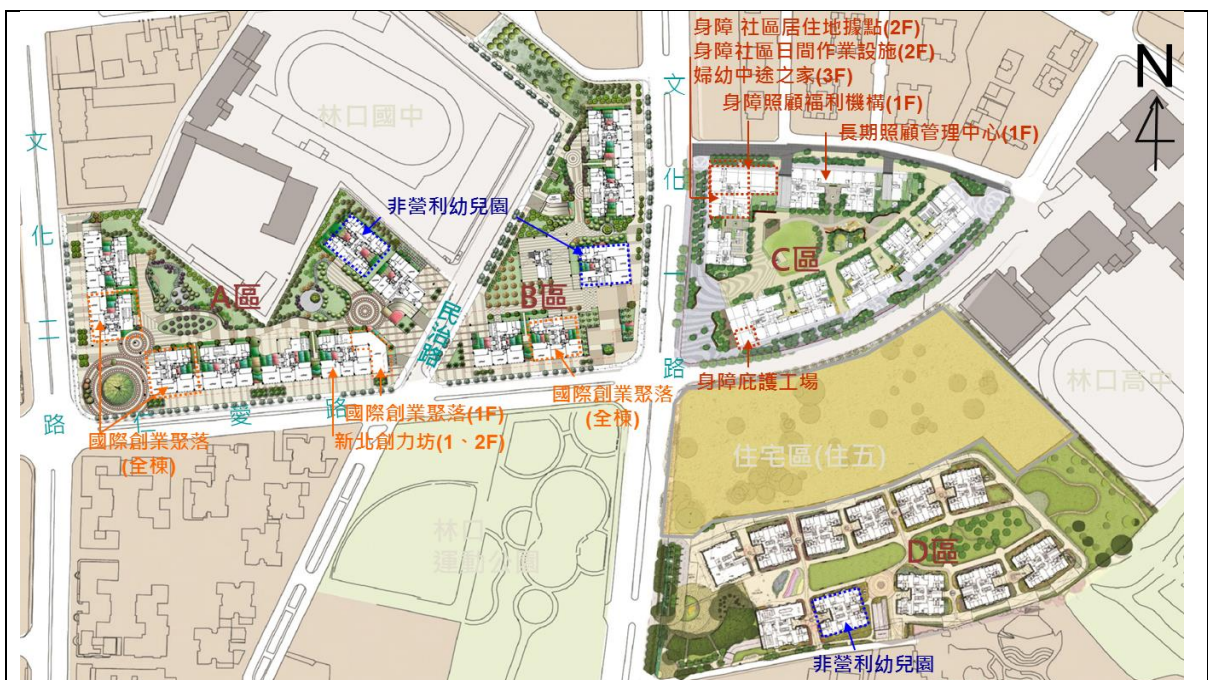 身障 社區居住地據點(2F)
身障社區日間作業設施(2F)
婦幼中途之家(3F)
身障照顧福利機構(1F)
長期照顧管理中心(1F)
N
林口國中
文
化
二
路
文
化
一
路
非營利幼兒園
A區
B區
C區
民治路
仁
愛
路
國際創業聚落
(全棟)
國際創業聚落(1F)
新北創力坊(1、2F)
國際創業聚落
(全棟)
身障庇護工場
林口高中
住宅區(住五)
林口
運動公園
D區
非營利幼兒園